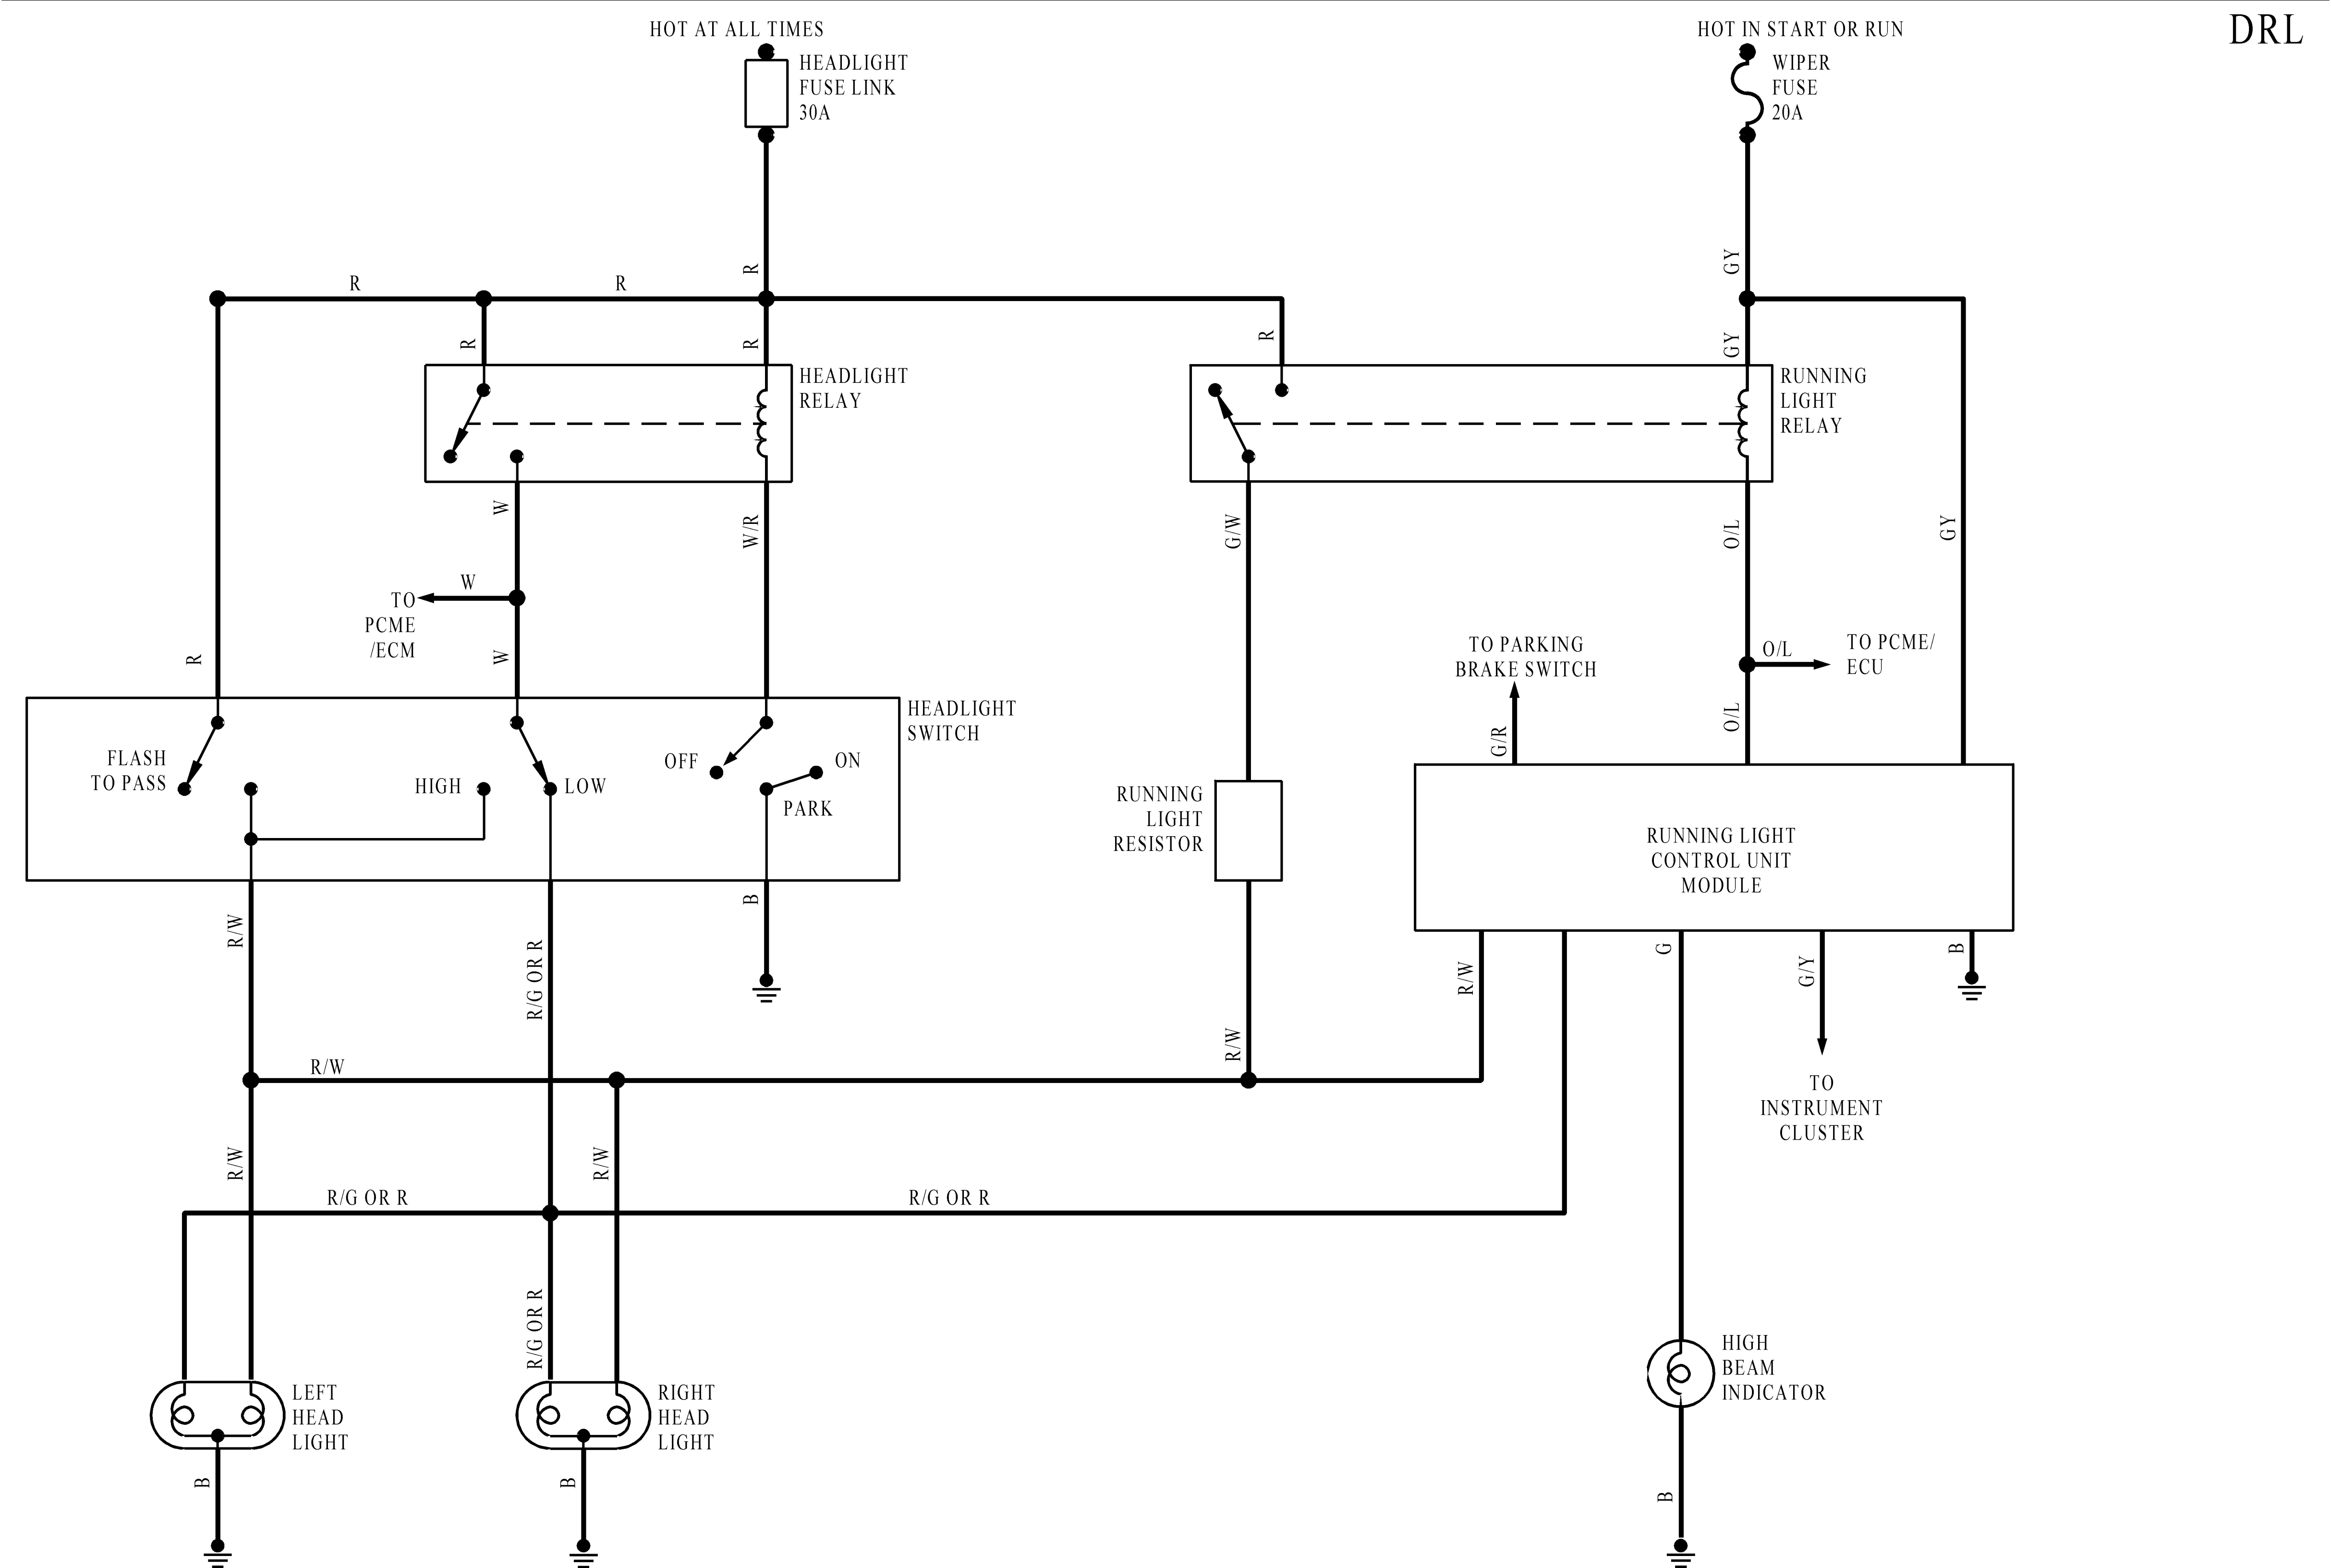 HOT AT ALL TIMES
HOT IN START OR RUN
DRL
HEADLIGHT
FUSE LINK
30A
WIPER
FUSE
20A
R
GY
R
R
R
R
R
GY
HEADLIGHT
RELAY
RUNNING
LIGHT
RELAY
W
W/R
G/W
O/L
GY
W
TO
PCME
/ECM
R
W
TO PARKING
BRAKE SWITCH
O/L
TO PCME/
ECU
G/R
O/L
HEADLIGHT
SWITCH
FLASH
TO PASS
HIGH
LOW
OFF
ON
PARK
RUNNING
LIGHT
RESISTOR
RUNNING LIGHT
CONTROL UNIT
MODULE
R/W
R/G OR R
B
R/W
R/W
G
G/Y
B
R/W
TO
INSTRUMENT
CLUSTER
R/W
R/W
R/G OR R
R/G OR R
R/G OR R
LEFT
HEAD
LIGHT
RIGHT
HEAD
LIGHT
HIGH
BEAM
INDICATOR
B
B
B